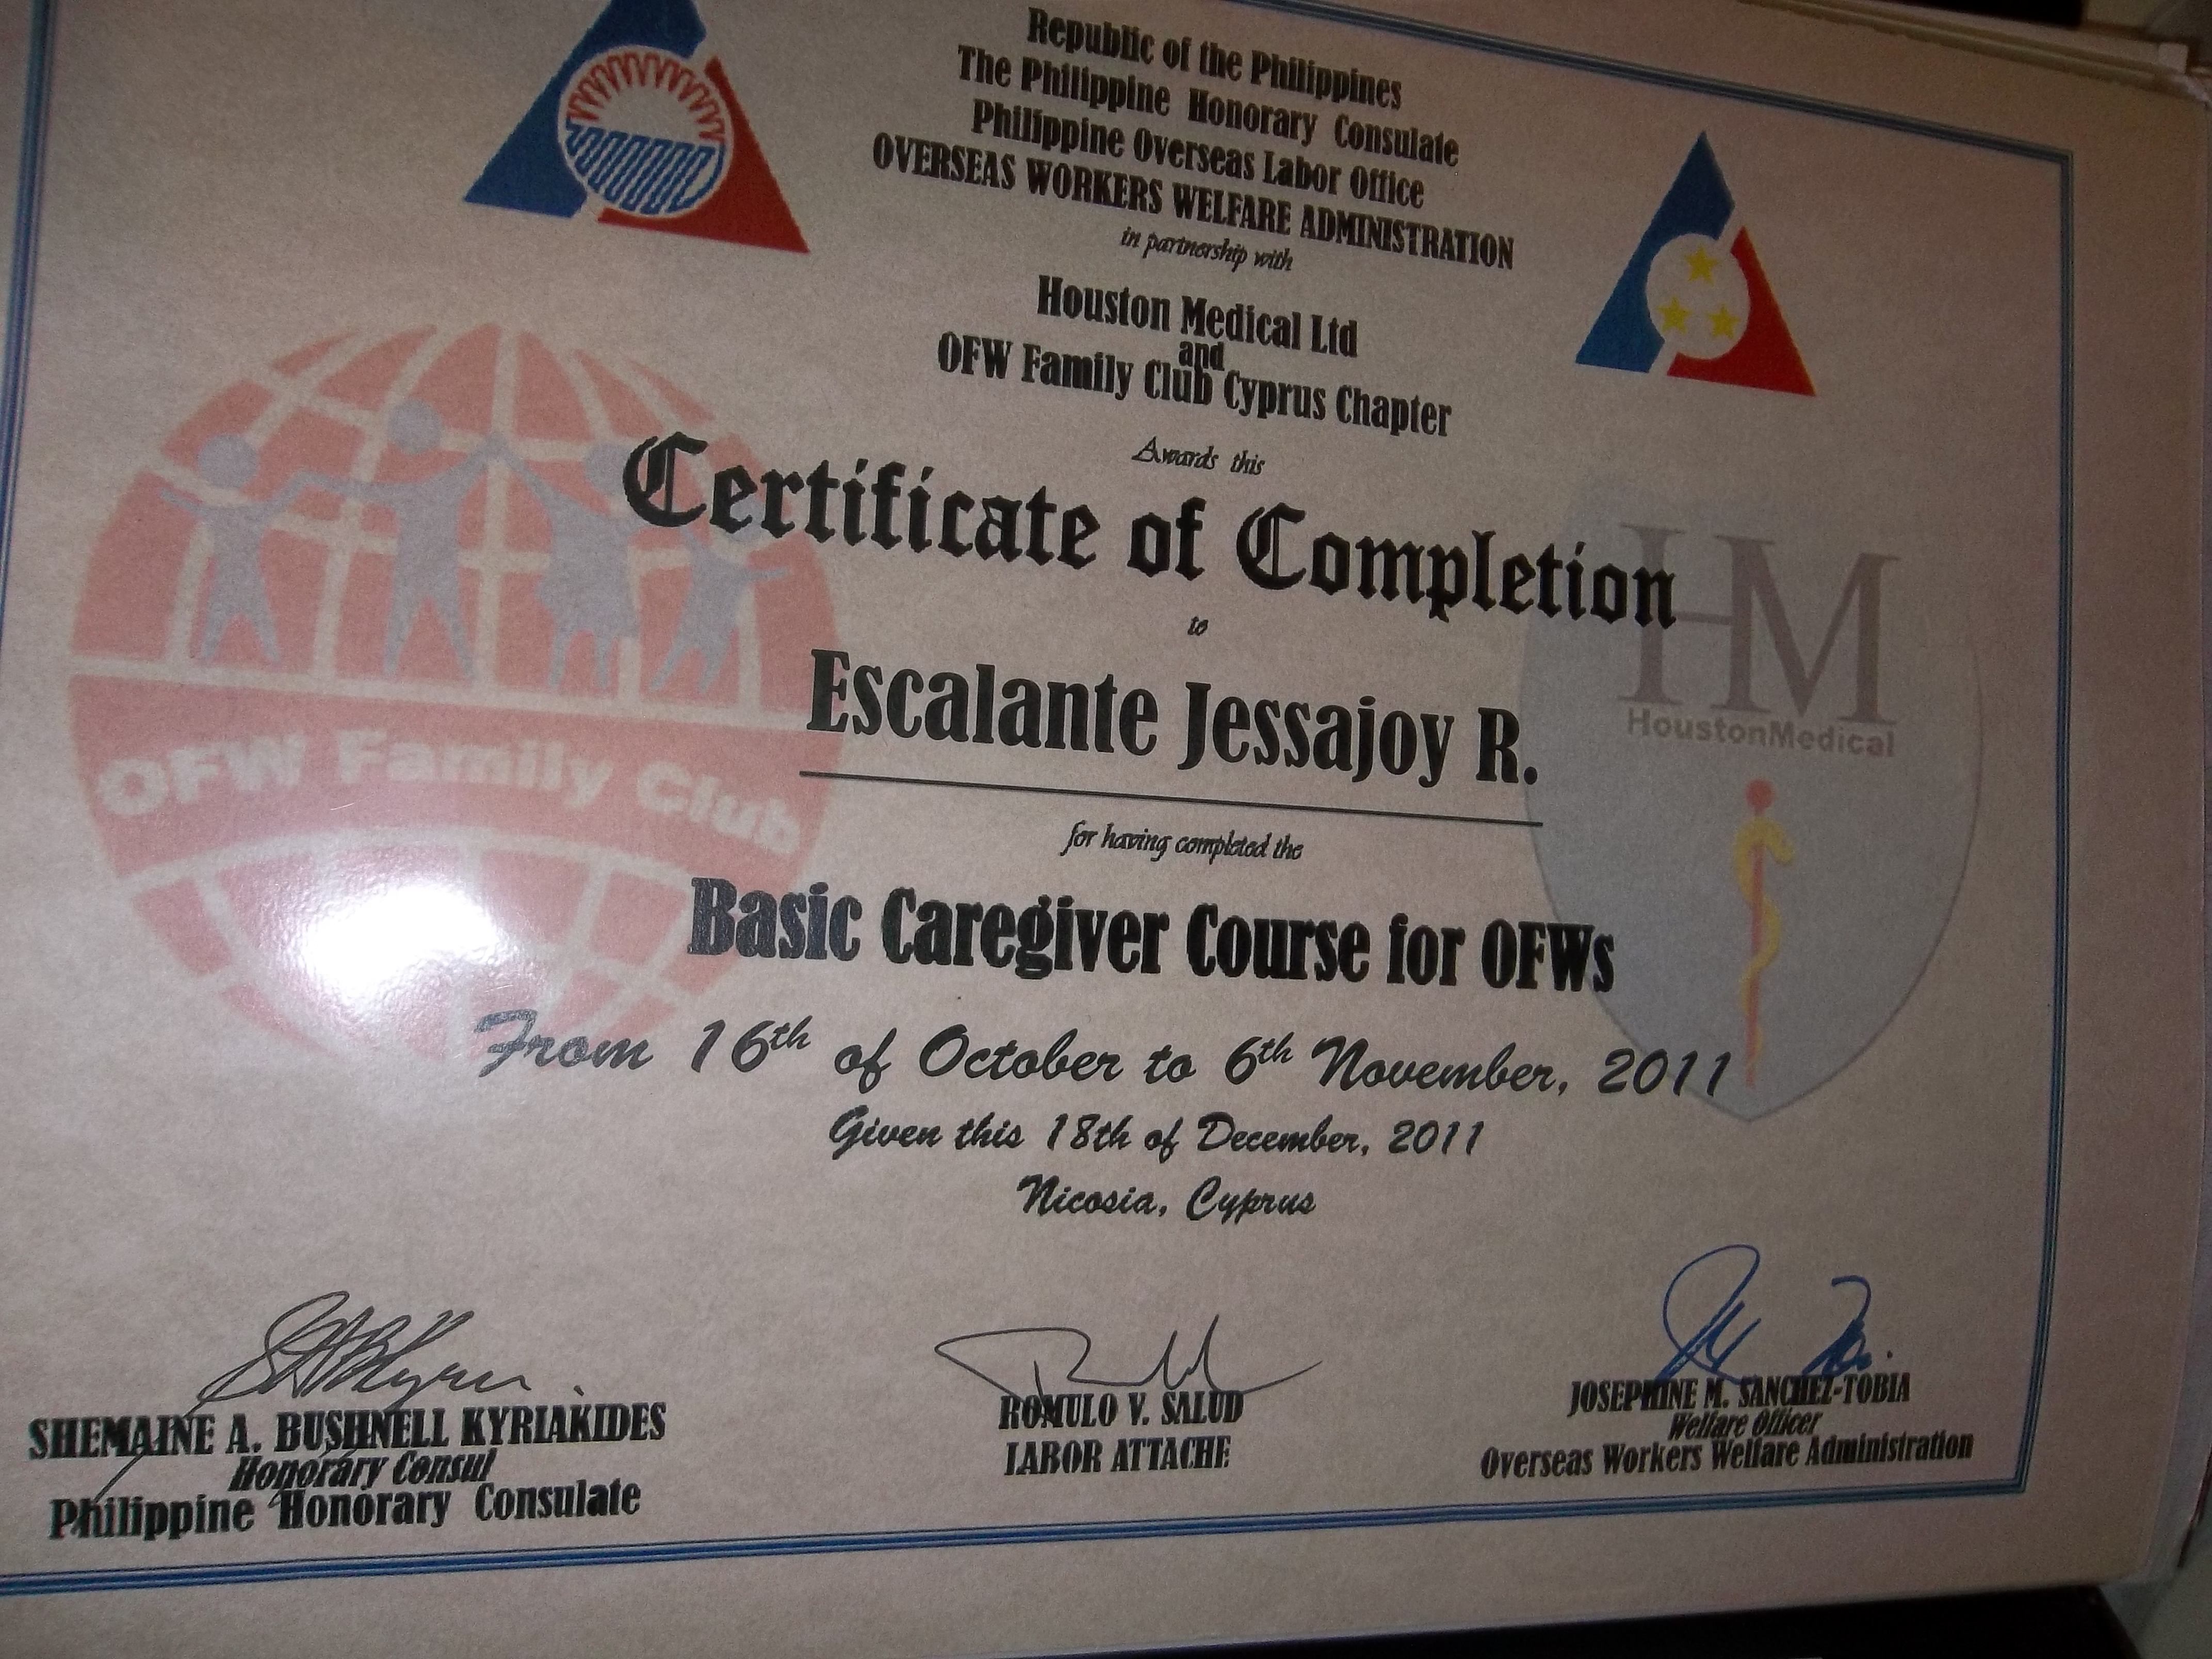 Republic of the Philippines
The Philippine Honorary Consulate
Philippine Overseas Labor Office
OVERSEAS WORKERS WELFARE ADMINISTRATION
in partnership with
Houston Medical Ltd
and
OFW Family Club Cyprus Chapter
Awards this
Certificate of Completion
to
Escalante Jessajoy R.
for having completed the
Basic Caregiver Course for OFWs
From 16th of October to 6th November, 2011
Given this 18th of December, 2011
Nicosia, Cyprus
OFW Family Club
HM
HoustonMedical
SHEMAINE A. BUSHNELL KYRIAKIDES
Honorary Consul
Philippine Honorary Consulate
ROMULO V. SALUD
LABOR ATTACHE
JOSEPHINE M. SANCHEZ-TOBIA
Welfare Officer
Overseas Workers Welfare Administration